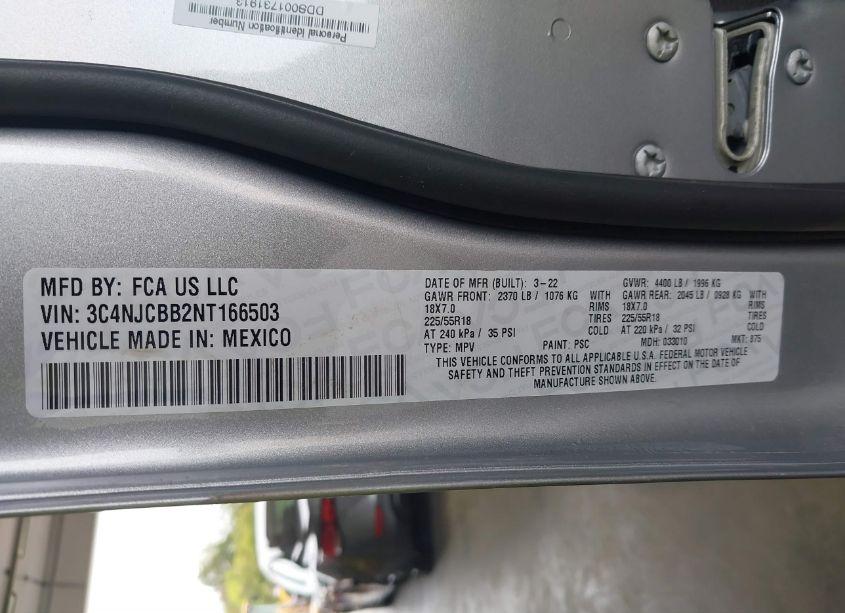 Personal Identification Number
DDS001731913
MFD BY: FCA US LLC
VIN: 3C4NJCBB2NT166503
VEHICLE MADE IN: MEXICO
DATE OF MFR (BUILT): 3-22 GVWR: 4400 LB / 1996 KG
GAWR FRONT: 2370 LB / 1076 KG WITH GAWR REAR: 2045 LB / 0928 KG WITH
18X7.0 RIMS 18X7.0 RIMS
225/55R18 TIRES 225/55R18 TIRES
AT 240 kPa / 35 PSI COLD AT 220 kPa / 32 PSI COLD
TYPE: MPV PAINT: PSC MDH: 033010 MKT: 875
THIS VEHICLE CONFORMS TO ALL APPLICABLE U.S.A. FEDERAL MOTOR VEHICLE
SAFETY AND THEFT PREVENTION STANDARDS IN EFFECT ON THE DATE OF
MANUFACTURE SHOWN ABOVE.